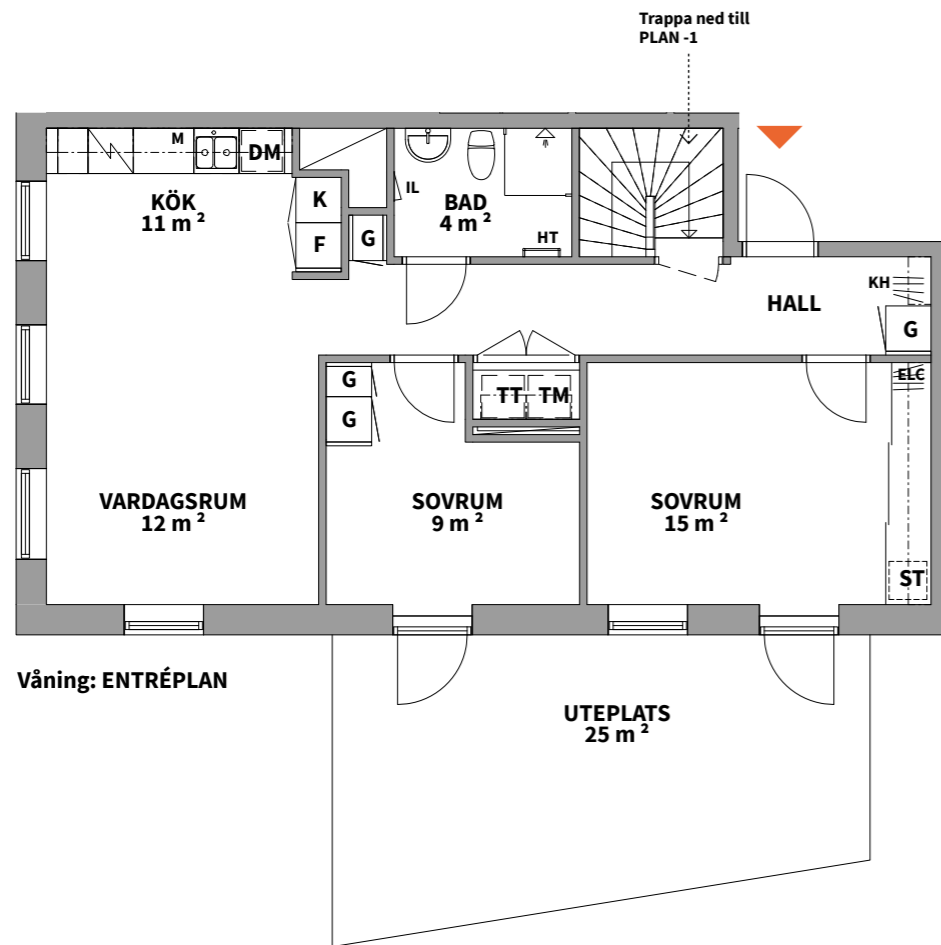 Trappa ned till
PLAN -1
M
DM
KÖK
11 m ²
K
F
G
IL
BAD
4 m ²
HT
HALL
KH
G
ELC
G
G
TT
TM
VARDAGSRUM
12 m ²
SOVRUM
9 m ²
SOVRUM
15 m ²
ST
Våning: ENTRÉPLAN
UTEPLATS
25 m ²